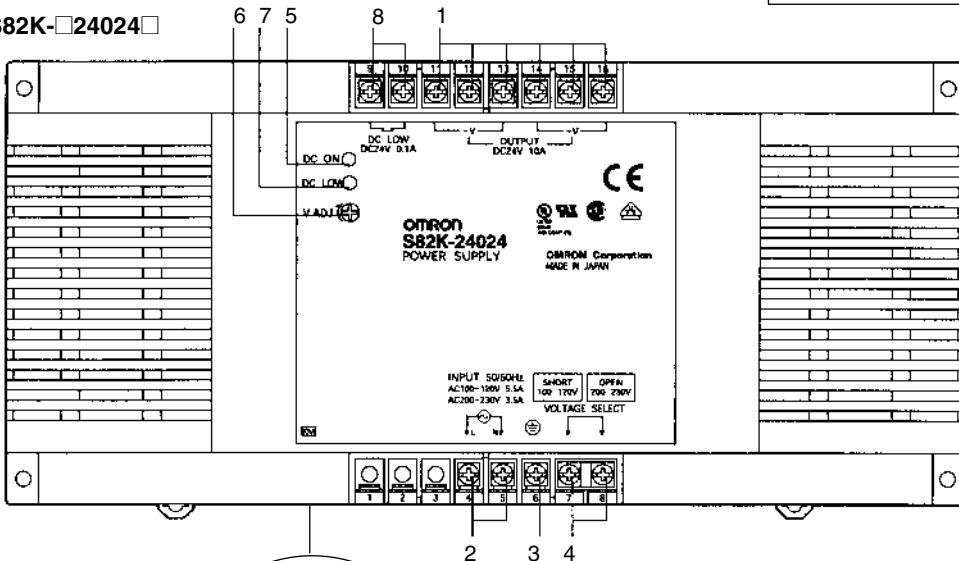 6 7 5 8 1
S82K-□24024□
9 10 11 12 13 14 15 16
DC LOW
DC24V 0.1A
-V
+V
OUTPUT
DC24V 10A
DC ON
DC LOW
V.ADJ
CE
OMRON
S82K-24024
POWER SUPPLY
OMRON Corporation
MADE IN JAPAN
INPUT 50/60Hz
AC100-120V 5.5A
AC200-230V 3.5A
SHORT
100-120V
OPEN
200-230V
VOLTAGE SELECT
L N
1 2 3 4 5 6 7 8
2 3 4